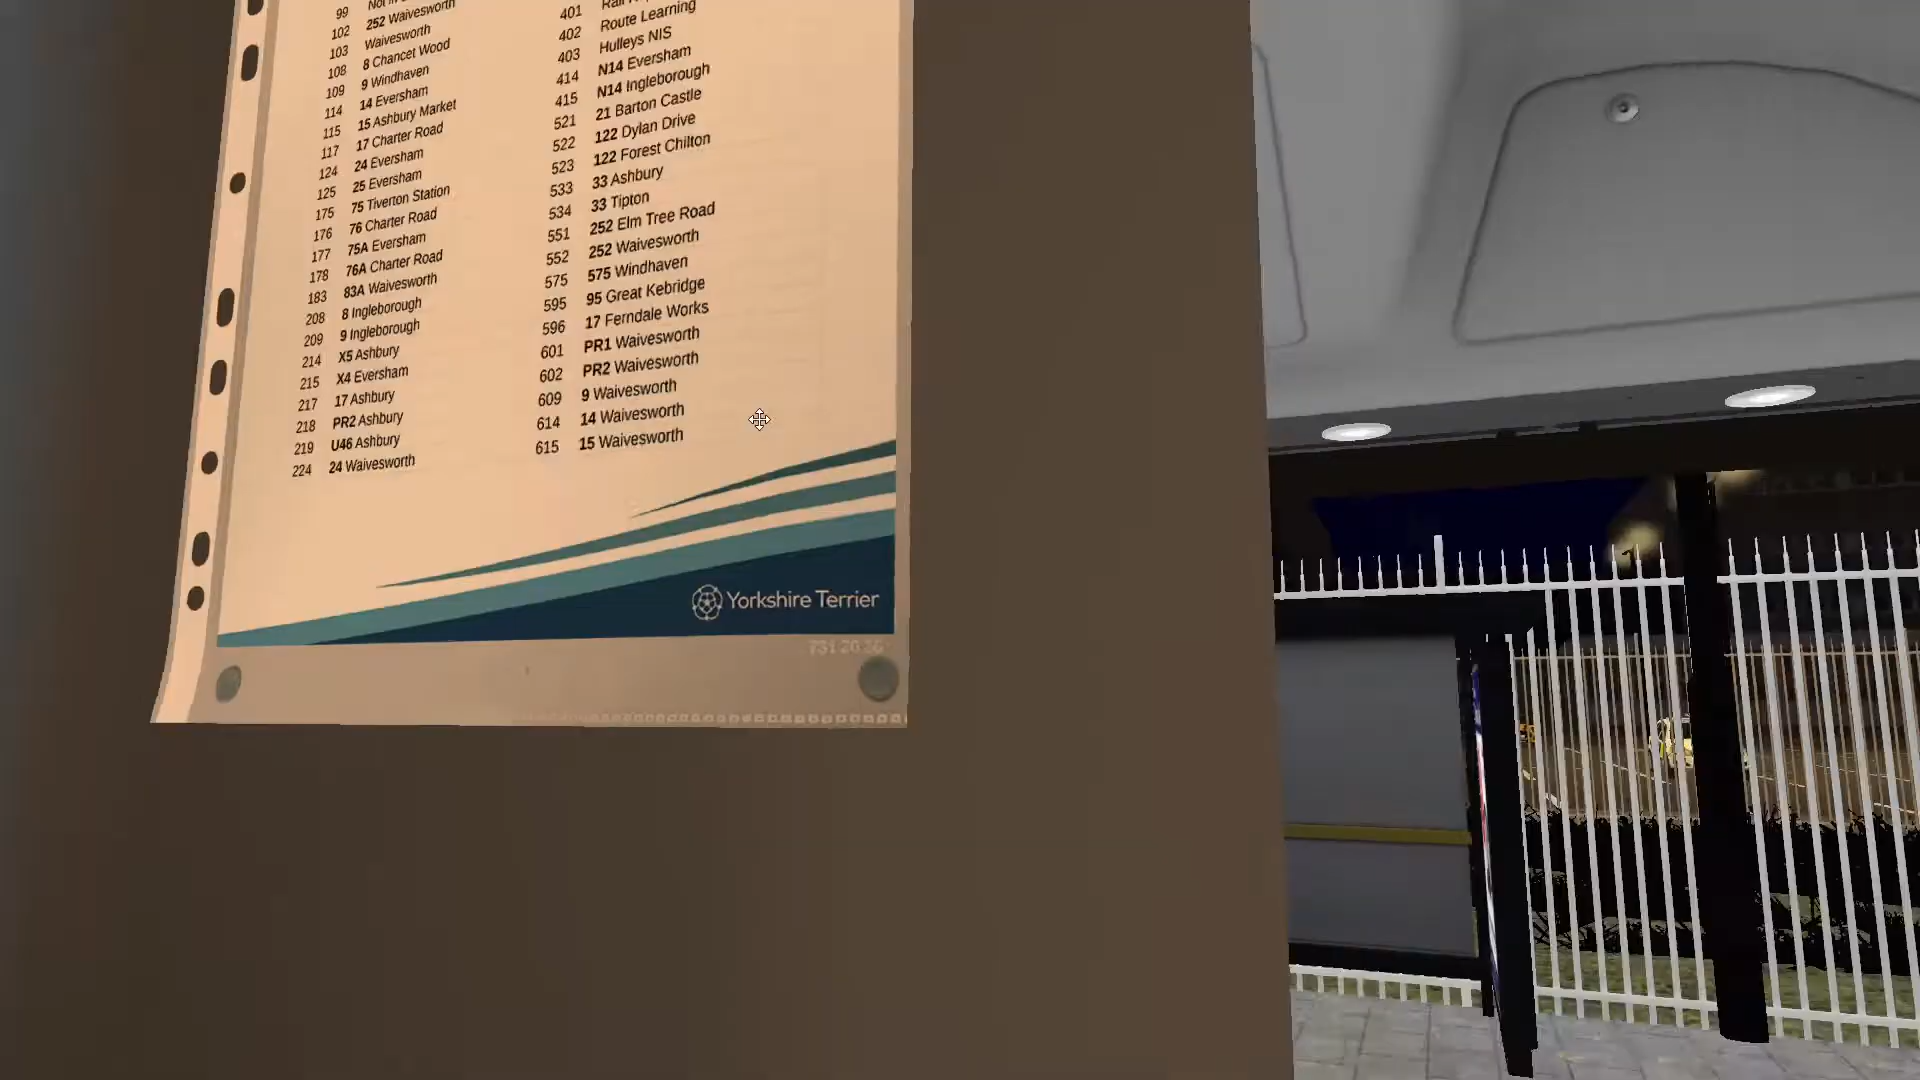 99 Not in
102 252 Waivesworth
103 Waivesworth
108 8 Chancet Wood
109 9 Windhaven
114 14 Eversham
115 15 Ashbury Market
117 17 Charter Road
124 24 Eversham
125 25 Eversham
175 75 Tiverton Station
176 76 Charter Road
177 75A Eversham
178 76A Charter Road
183 83A Waivesworth
208 8 Ingleborough
209 9 Ingleborough
214 X5 Ashbury
215 X4 Eversham
217 17 Ashbury
218 PR2 Ashbury
219 U46 Ashbury
224 24 Waivesworth
401 Rail
402 Route Learning
403 Hulleys NIS
414 N14 Eversham
415 N14 Ingleborough
521 21 Barton Castle
522 122 Dylan Drive
523 122 Forest Chilton
533 33 Ashbury
534 33 Tipton
551 252 Elm Tree Road
552 252 Waivesworth
575 575 Windhaven
595 95 Great Kebridge
596 17 Ferndale Works
601 PR1 Waivesworth
602 PR2 Waivesworth
609 9 Waivesworth
614 14 Waivesworth
615 15 Waivesworth
Yorkshire Terrier